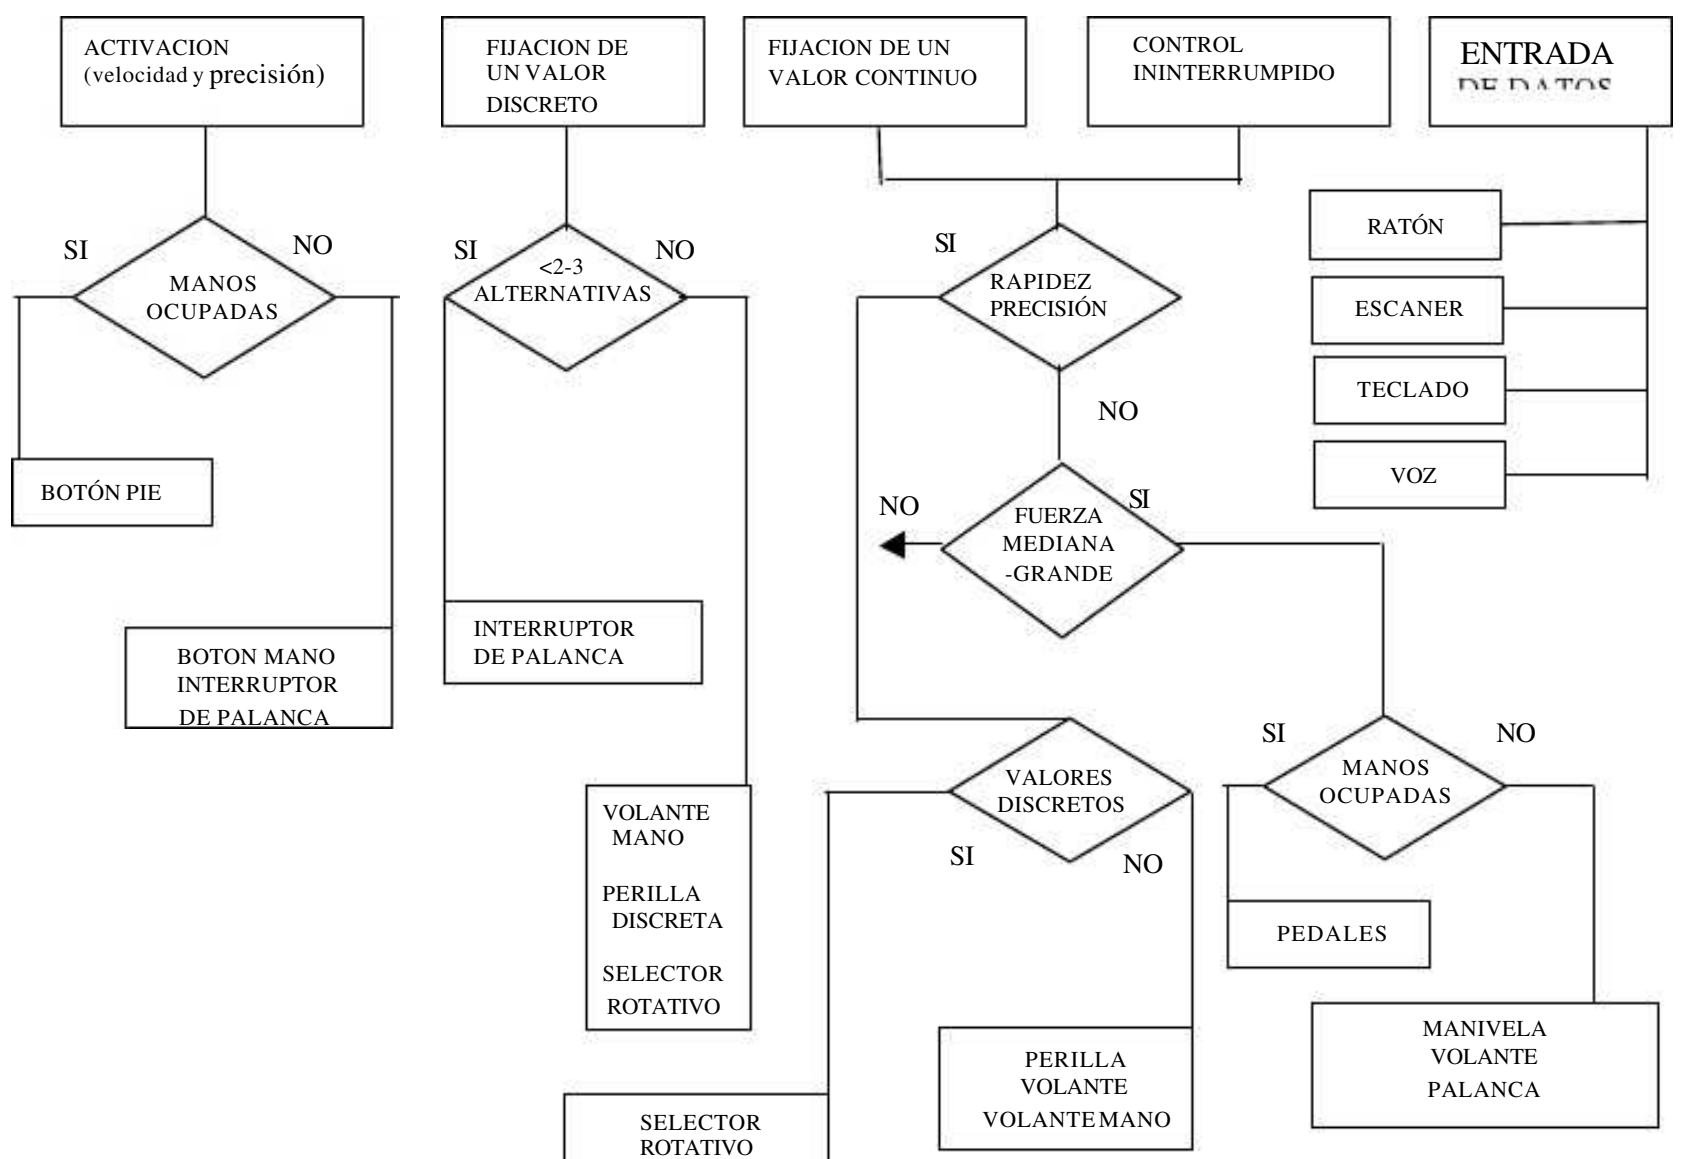 ACTIVACION
(velocidad y precisión)
FIJACION DE
UN VALOR
DISCRETO
FIJACION DE UN
VALOR CONTINUO
CONTROL
ININTERRUMPIDO
ENTRADA
DE DATOS
SI
NO
MANOS
OCUPADAS
SI
NO
<2-3
ALTERNATIVAS
SI
RAPIDEZ
PRECISIÓN
NO
RATÓN
ESCANER
TECLADO
VOZ
BOTÓN PIE
NO
SI
FUERZA
MEDIANA
-GRANDE
BOTON MANO
INTERRUPTOR
DE PALANCA
INTERRUPTOR
DE PALANCA
VALORES
DISCRETOS
SI
NO
SI
NO
MANOS
OCUPADAS
VOLANTE
MANO
PERILLA
DISCRETA
SELECTOR
ROTATIVO
PEDALES
PERILLA
VOLANTE
VOLANTE MANO
MANIVELA
VOLANTE
PALANCA
SELECTOR
ROTATIVO